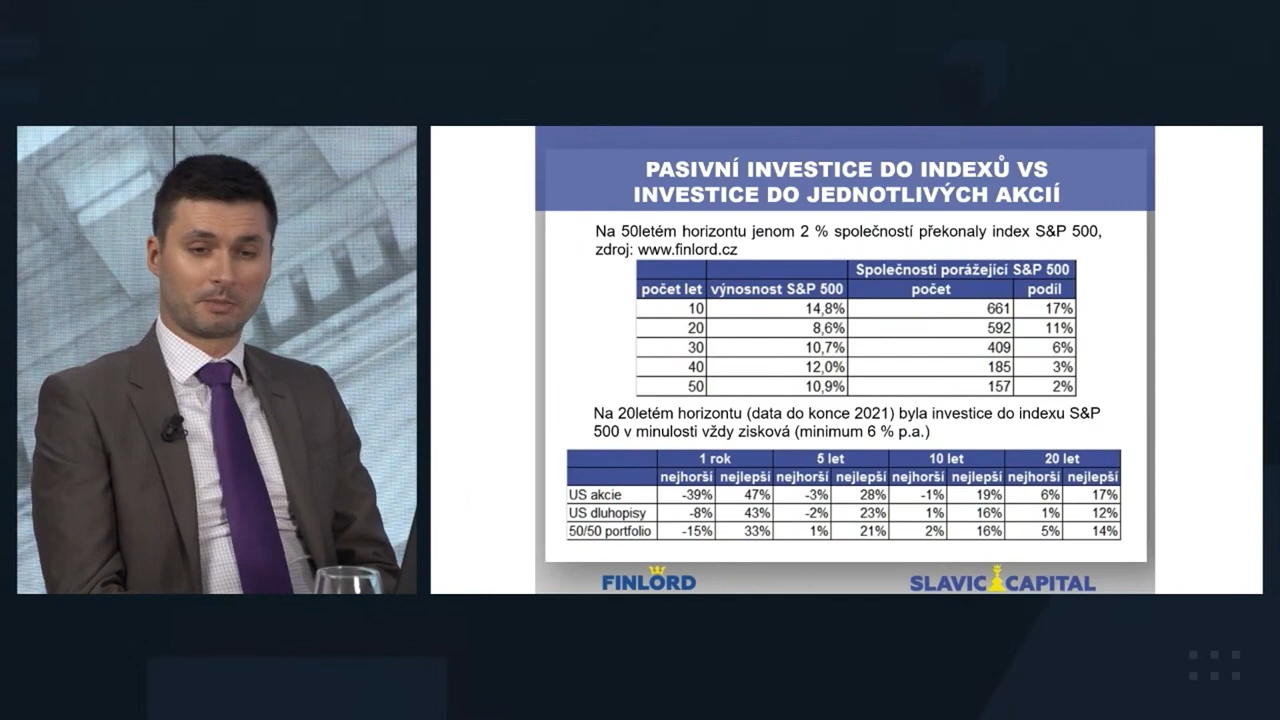 PASIVNÍ INVESTICE DO INDEXŮ VS
INVESTICE DO JEDNOTLIVÝCH AKCIÍ
Na 50letém horizontu jenom 2 % společností překonaly index S&P 500,
zdroj: www.finlord.cz
Společnosti porážející S&P 500
počet let výnosnost S&P 500 počet podíl
10 14,8% 661 17%
20 8,6% 592 11%
30 10,7% 409 6%
40 12,0% 185 3%
50 10,9% 157 2%
Na 20letém horizontu (data do konce 2021) byla investice do indexu S&P
500 v minulosti vždy zisková (minimum 6 % p.a.)
1 rok 5 let 10 let 20 let
nejhorší nejlepší nejhorší nejlepší nejhorší nejlepší nejhorší nejlepší
US akcie -39% 47% -3% 28% -1% 19% 6% 17%
US dluhopisy -8% 43% -2% 23% 1% 16% 1% 12%
50/50 portfolio -15% 33% 1% 21% 2% 16% 5% 14%
FINLORD SLAVIC CAPITAL